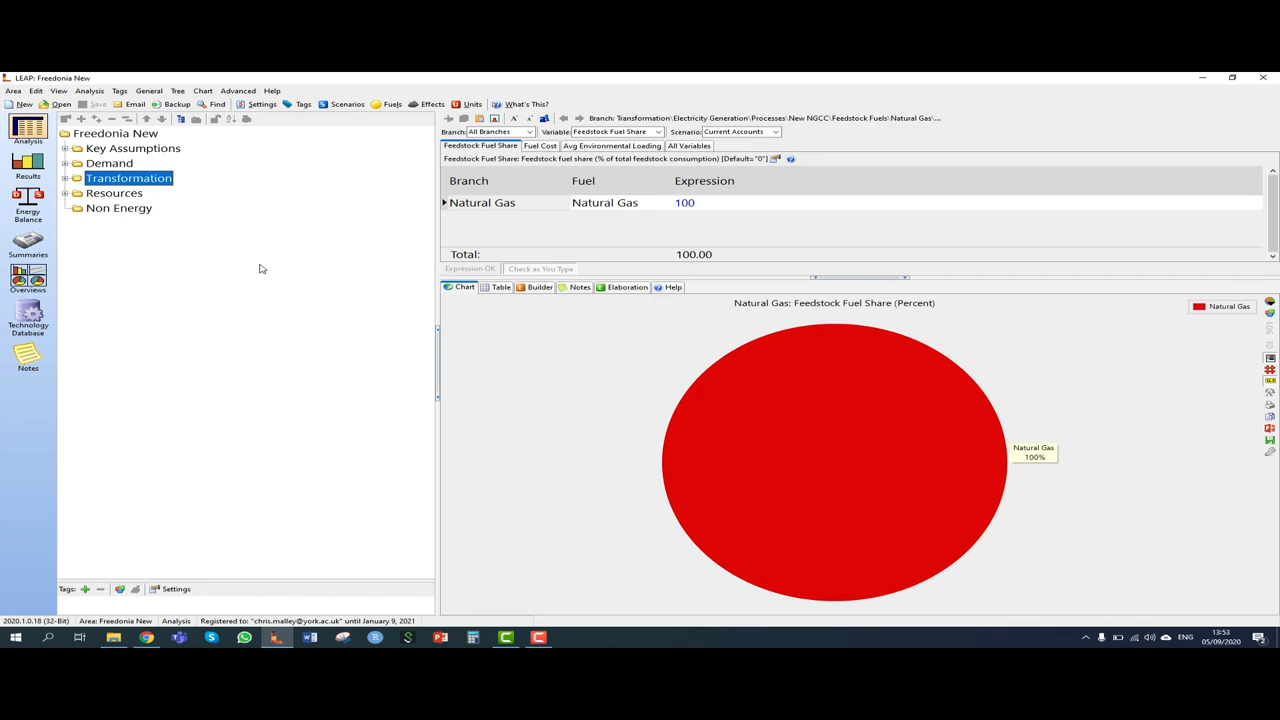 LEAP: Freedonia New
Area Edit View Analysis Tags General Tree Chart Advanced Help
New Open Save Email Backup Find Settings Tags Scenarios Fuels Effects Units What's This?
Analysis
Results
Energy
Balance
Summaries
Overviews
Technology
Database
Notes
Freedonia New
Key Assumptions
Demand
Transformation
Resources
Non Energy
Tags: Settings
Branch: Transformation\Electricity Generation\Processes\New NGCC\Feedstock Fuels\Natural Gas\...
Branch: All Branches Variable: Feedstock Fuel Share Scenario: Current Accounts
Feedstock Fuel Share Fuel Cost Avg Environmental Loading All Variables
Feedstock Fuel Share: Feedstock fuel share (% of total feedstock consumption) [Default="0"]
Branch Fuel Expression
Natural Gas Natural Gas 100
Total: 100.00
Expression OK Check as You Type
Chart Table Builder Notes Elaboration Help
Natural Gas: Feedstock Fuel Share (Percent)
Natural Gas
Natural Gas
100%
2020.1.0.18 (32-Bit) Area: Freedonia New Analysis Registered to: "chris.malley@york.ac.uk" until January 9, 2021
ENG
13:53
05/09/2020